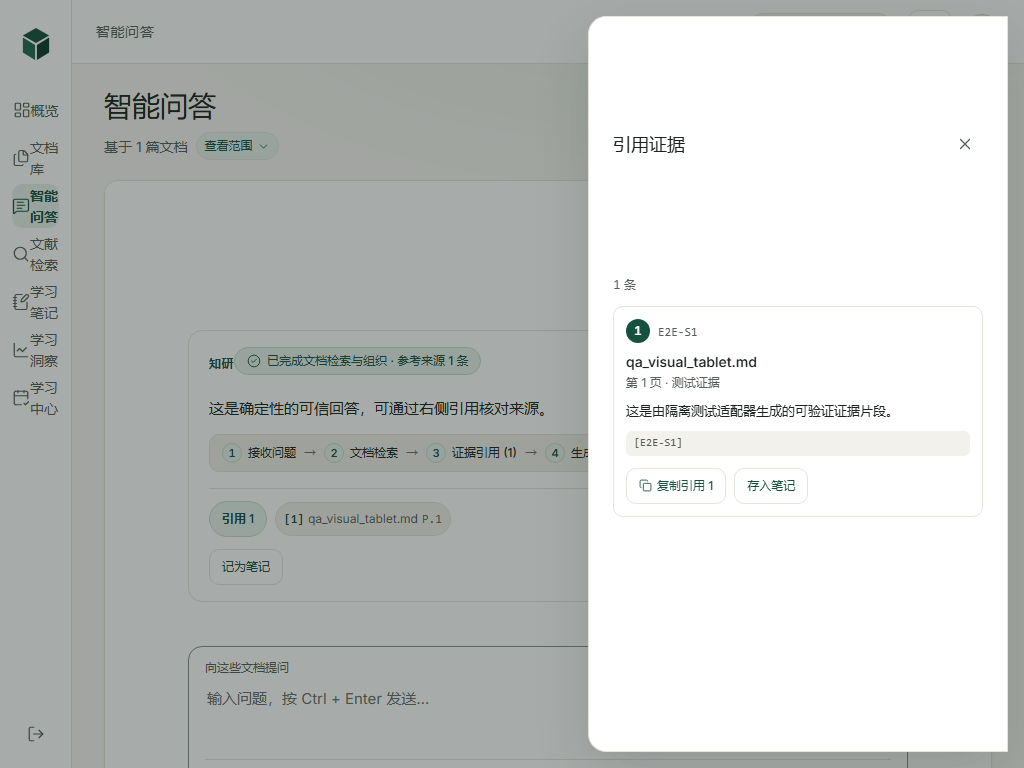 概览
文档
库
智能
问答
文献
检索
学习
笔记
学习
洞察
学习
中心
智能问答
智能问答
基于 1 篇文档 查看范围
知研 已完成文档检索与组织 · 参考来源 1 条
这是确定性的可信回答，可通过右侧引用核对来源。
1 接收问题 → 2 文档检索 → 3 证据引用 (1) → 4 生成
引用 1 [1] qa_visual_tablet.md P.1
记为笔记
向这些文档提问
输入问题，按 Ctrl + Enter 发送...
引用证据
1 条
1 E2E-S1
qa_visual_tablet.md
第 1 页 · 测试证据
这是由隔离测试适配器生成的可验证证据片段。
[E2E-S1]
复制引用 1 存入笔记